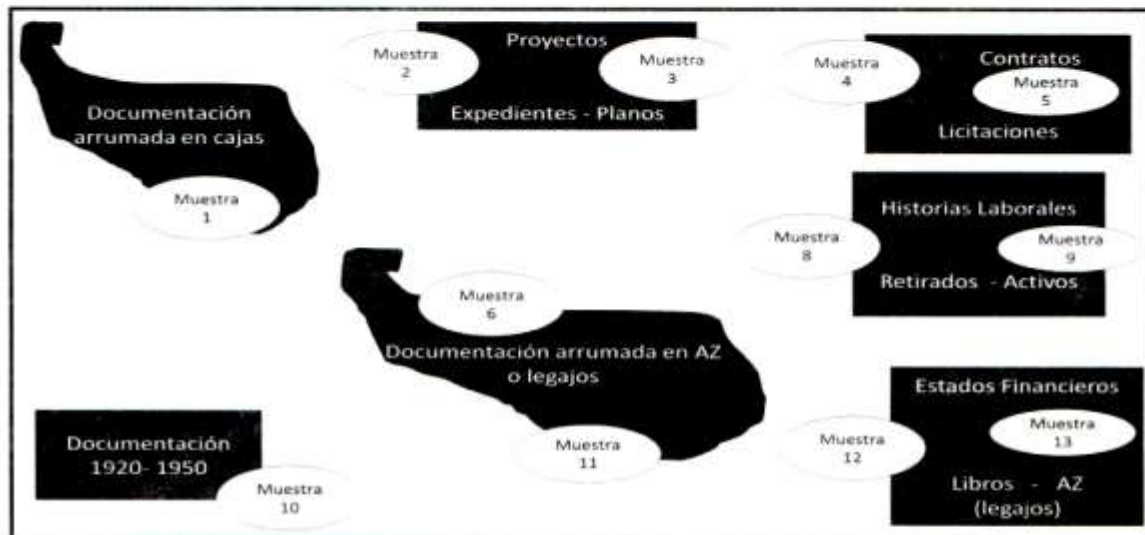 Documentación
arrumada en cajas
Muestra
1
Muestra
2
Proyectos
Muestra
3
Expedientes - Planos
Muestra
4
Contratos
Muestra
5
Licitaciones
Historias Laborales
Muestra
8
Muestra
9
Retirados - Activos
Muestra
6
Documentación arrumada en AZ
o legajos
Muestra
11
Documentación
1920- 1950
Muestra
10
Estados Financieros
Muestra
12
Muestra
13
Libros - AZ
(legajos)